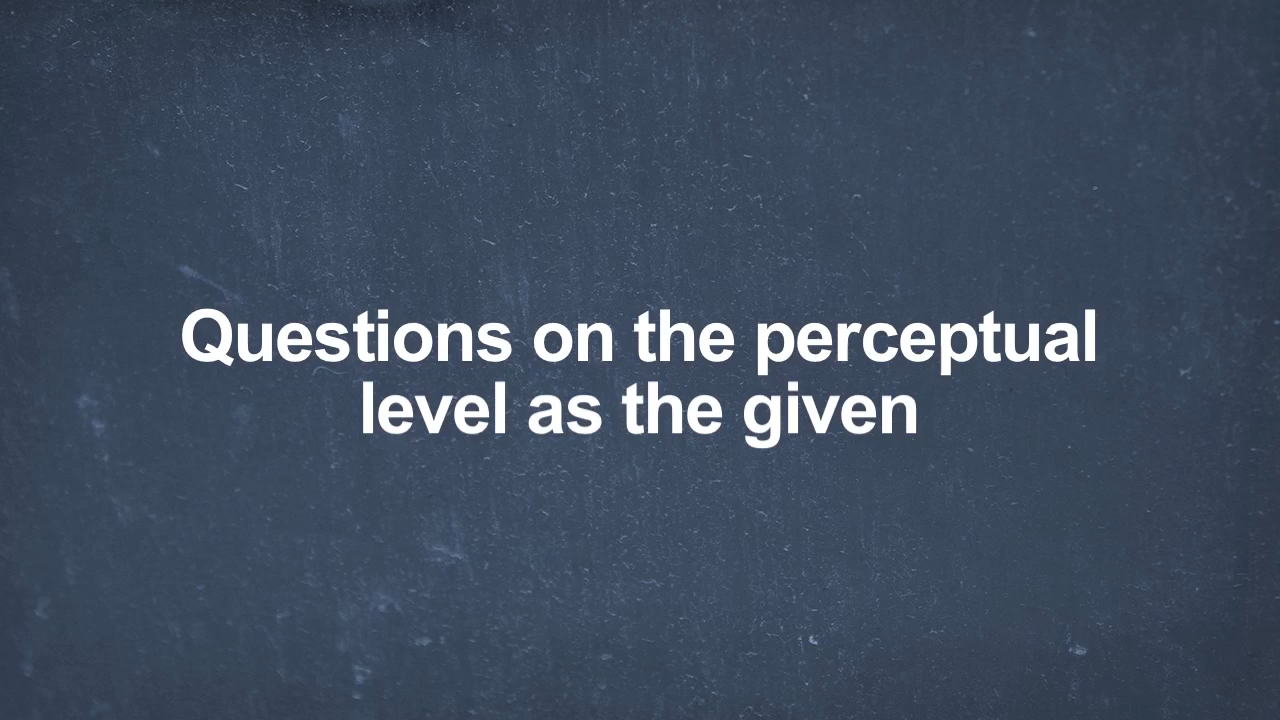 Questions on the perceptual
level as the given